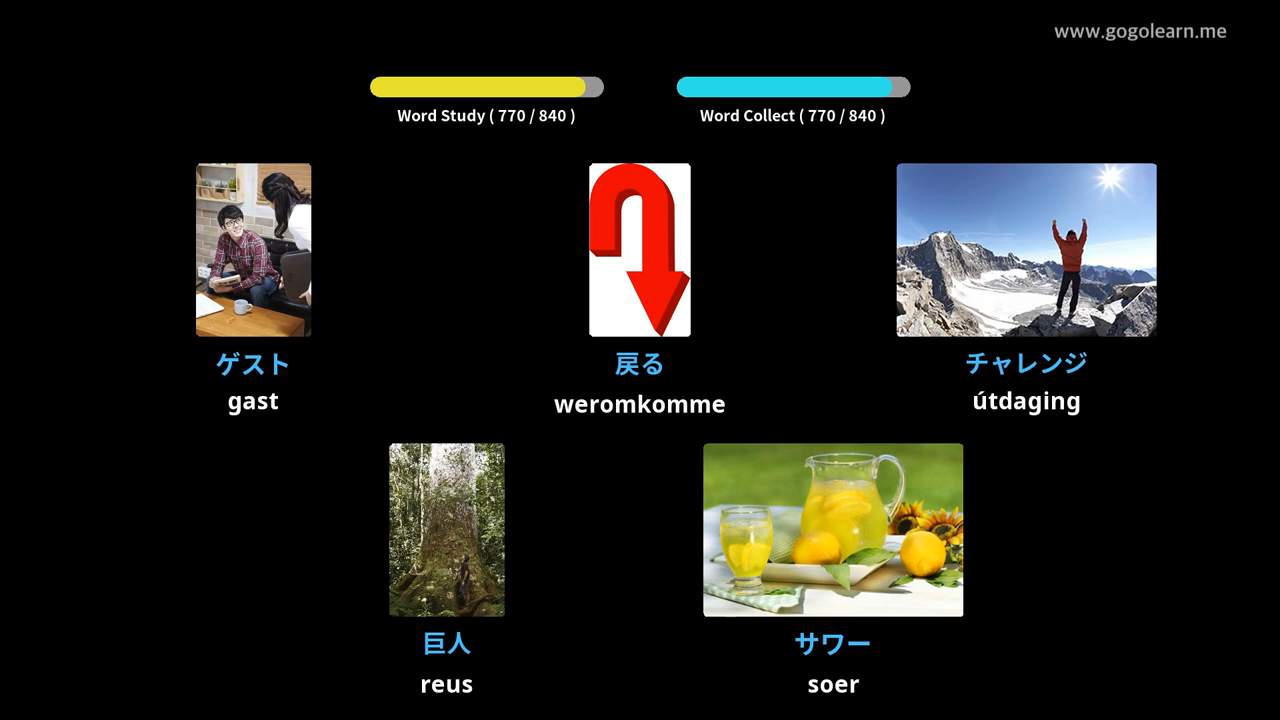 www.gogolearn.me
Word Study ( 770 / 840 )
Word Collect ( 770 / 840 )
ゲスト
gast
戻る
weromkomme
チャレンジ
útdaging
巨人
reus
サワー
soer